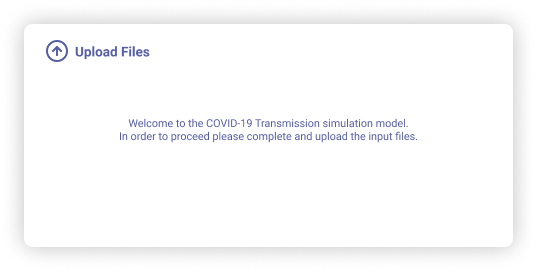 Upload Files
Welcome to the COVID-19 Transmission simulation model.
In order to proceed please complete and upload the input files.